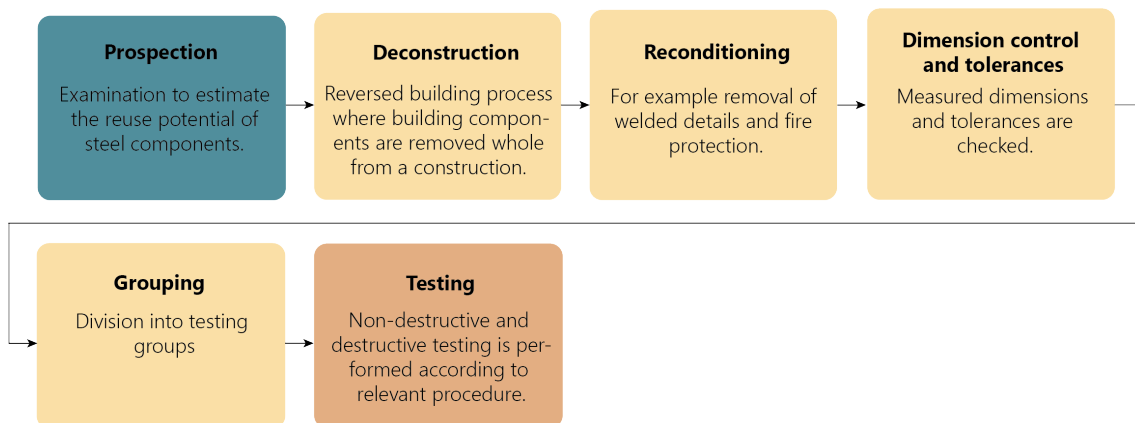 Prospection
Examination to estimate
the reuse potential of
steel components.
Deconstruction
Reversed building process
where building compon-
ents are removed whole
from a construction.
Reconditioning
For example removal of
welded details and fire
protection.
Dimension control
and tolerances
Measured dimensions
and tolerances are
checked.
Grouping
Division into testing
groups
Testing
Non-destructive and
destructive testing is per-
formed according to
relevant procedure.